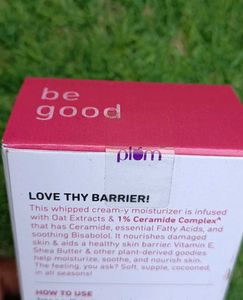 be
good
plum
LOVE THY BARRIER!
This whipped cream-y moisturizer is infused
with Oat Extracts & 1% Ceramide Complex^
that has Ceramide, essential Fatty Acids, and
soothing Bisabolol. It nourishes damaged
skin & aids a healthy skin barrier. Vitamin E,
Shea Butter & other plant-derived goodies
help moisturize, soothe, and nourish skin.
The feeling, you ask? Soft, supple, cocooned,
in all seasons!
HOW TO USE